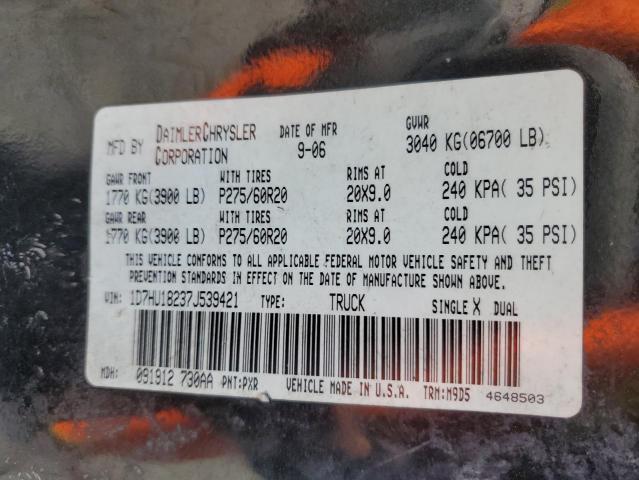 MFD BY DAIMLERCHRYSLER CORPORATION DATE OF MFR 9-06 GVWR 3040 KG(06700 LB)
GAWR FRONT WITH TIRES RIMS AT COLD
1770 KG(3900 LB) P275/60R20 20X9.0 240 KPA( 35 PSI)
GAWR REAR WITH TIRES RIMS AT COLD
1770 KG(3900 LB) P275/60R20 20X9.0 240 KPA( 35 PSI)
THIS VEHICLE CONFORMS TO ALL APPLICABLE FEDERAL MOTOR VEHICLE SAFETY AND THEFT
PREVENTION STANDARDS IN EFFECT ON THE DATE OF MANUFACTURE SHOWN ABOVE.
VIN: 1D7HU18237J539421 TYPE: TRUCK SINGLE X DUAL
MDH: 091912 730AA PNT:PXR VEHICLE MADE IN U.S.A. TRM:M9D5 4648503